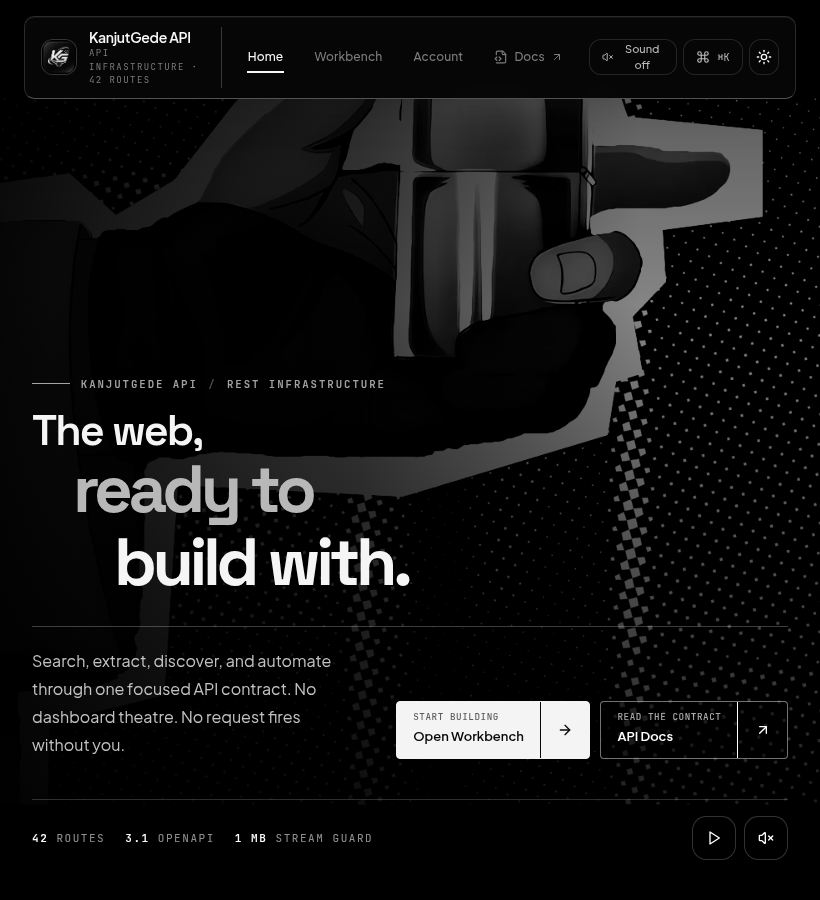 KG
KanjutGede API
API
INFRASTRUCTURE ·
42 ROUTES
Home
Workbench
Account
Docs
Sound
off
⌘K
KANJUTGEDE API / REST INFRASTRUCTURE
The web,
ready to
build with.
Search, extract, discover, and automate
through one focused API contract. No
dashboard theatre. No request fires
without you.
START BUILDING
Open Workbench
READ THE CONTRACT
API Docs
42 ROUTES 3.1 OPENAPI 1 MB STREAM GUARD